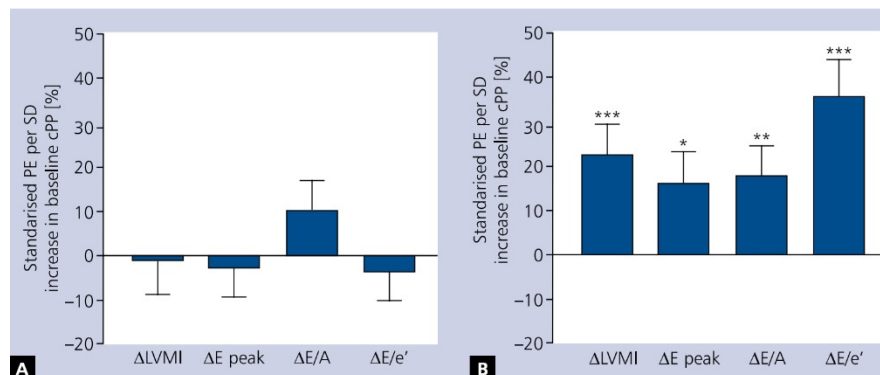 Standarised PE per SD
increase in baseline cPP [%]
50
40
30
20
10
0
–10
–20
ΔLVMI ΔE peak ΔE/A ΔE/e′
A
Standarised PE per SD
increase in baseline cPP [%]
50
40
30
20
10
0
–10
–20
***
*
**
***
ΔLVMI ΔE peak ΔE/A ΔE/e′
B